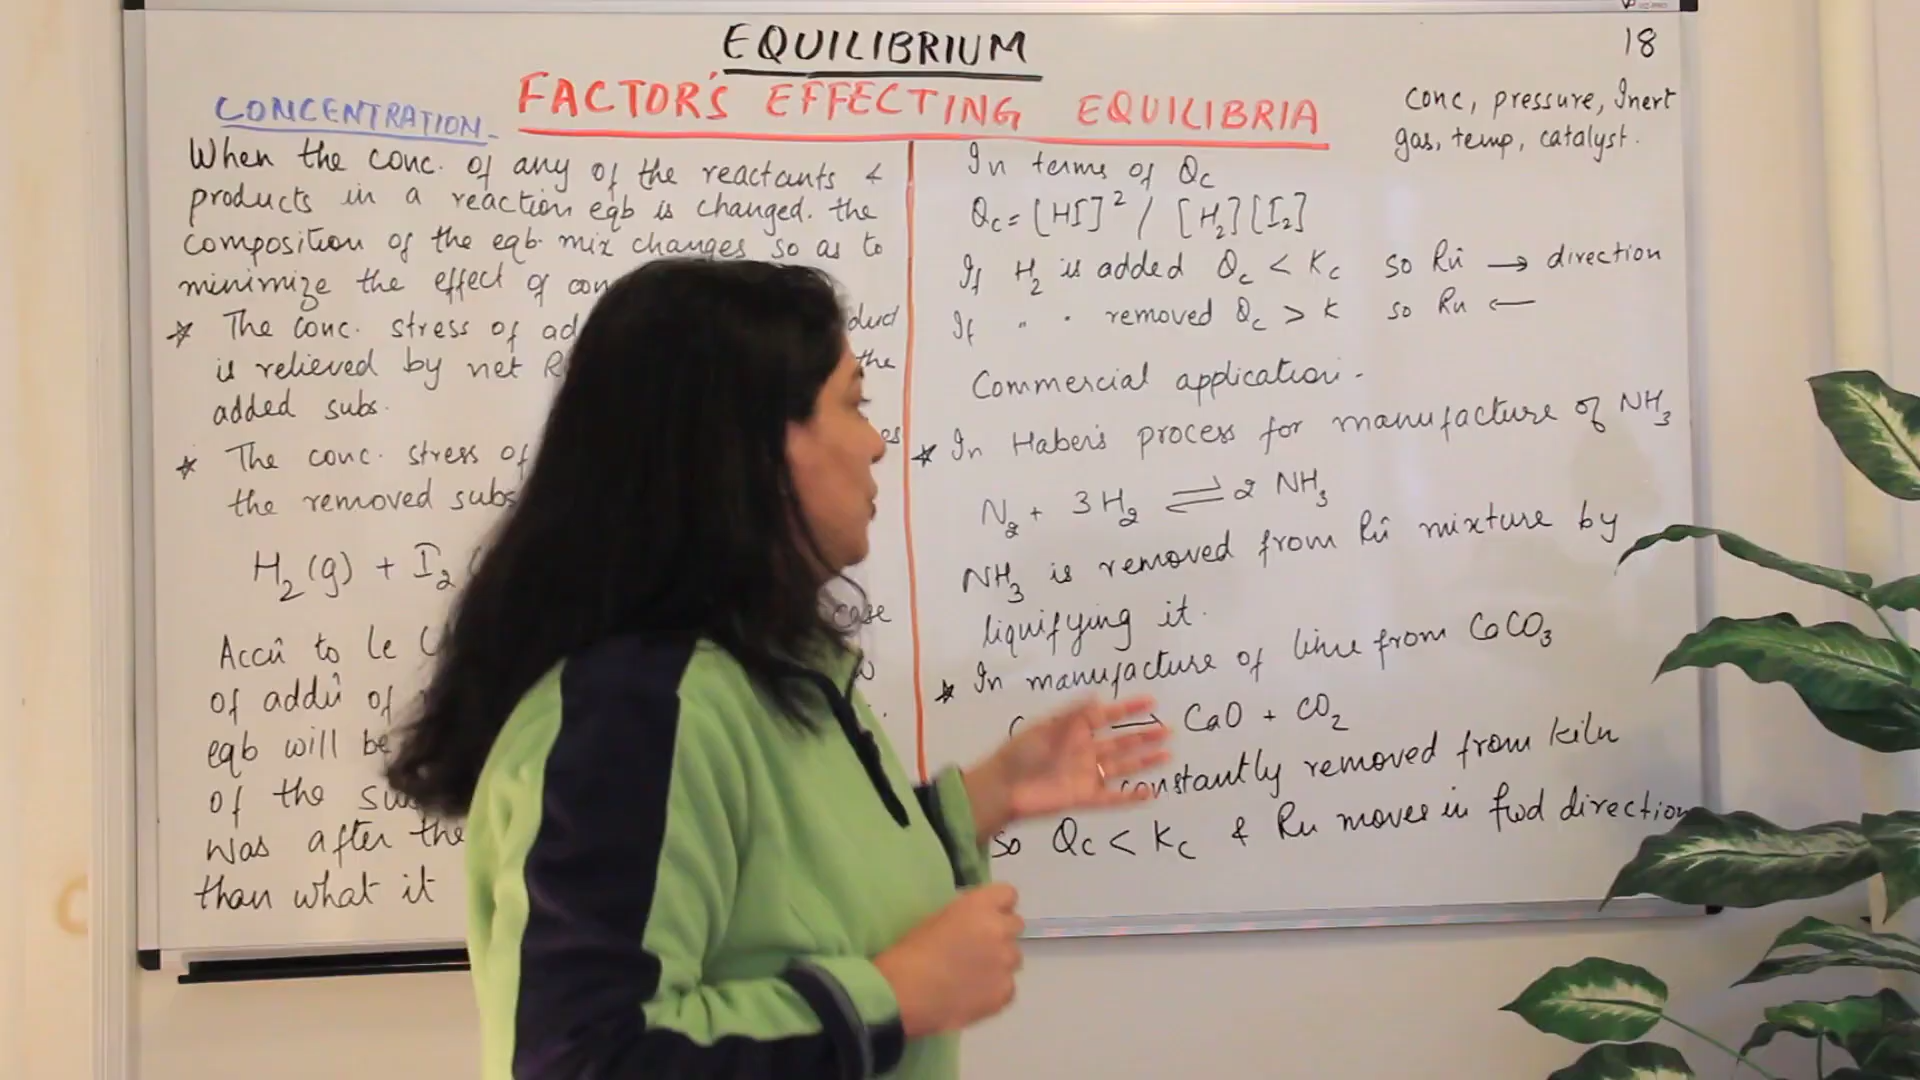 EQUILIBRIUM
18
FACTOR'S EFFECTING EQUILIBRIA
conc, pressure, Inert
gas, temp, catalyst.
CONCENTRATION-
When the conc. of any of the reactants &
products in a reaction eqb is changed. the
composition of the eqb. mix changes so as to
minimize the effect of
* The conc. stress of
is relieved by net the
added subs.
* The conc. stress of
the removed subs
H2(g) + I2
Accn to le case
of addn of
eqb will be
of the
was after the
than what it
In terms of Qc
Qc = [HI]2 / [H2][I2]
If H2 is added Qc < Kc so Rn → direction
If " " removed Qc > K so Rn ←
Commercial application -
* In Haber's process for manufacture of NH3
N2 + 3H2 ⇌ 2 NH3
NH3 is removed from Rn mixture by
liquifying it.
* In manufacture of lime from CaCO3
CaO + CO2
constantly removed from kiln
so Qc < Kc & Rn moves in fwd direction